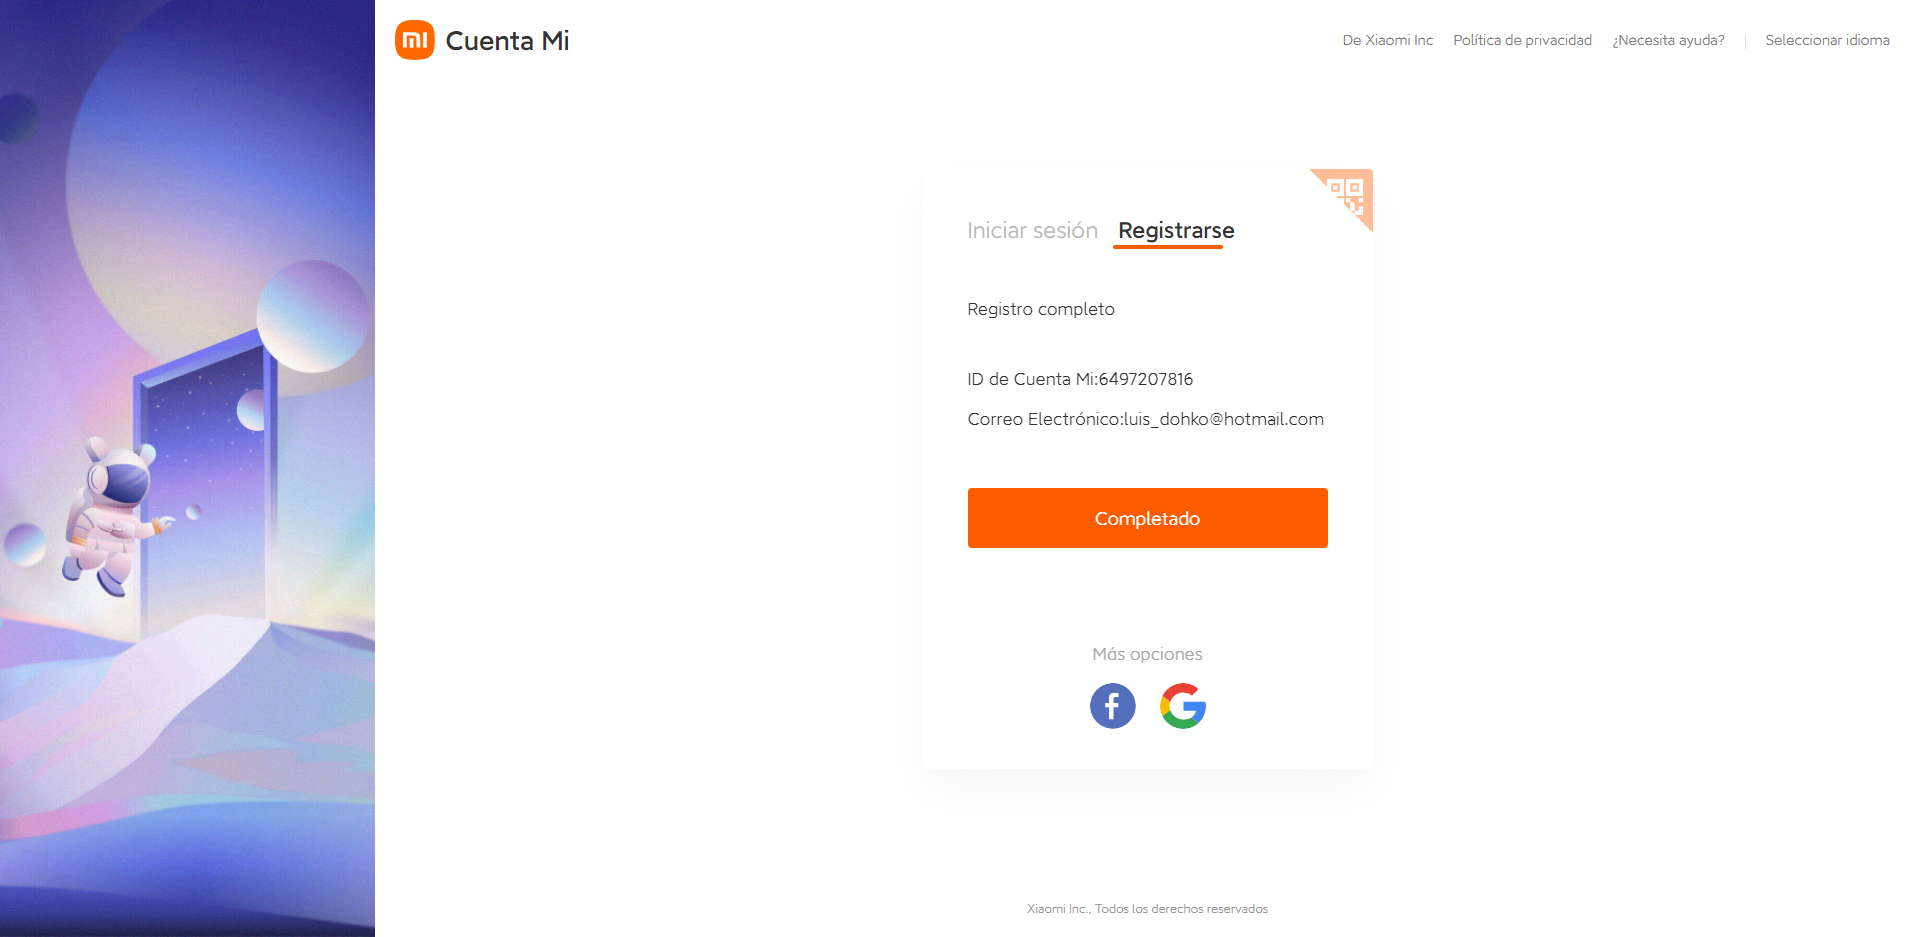 Cuenta Mi
De Xiaomi Inc Política de privacidad ¿Necesita ayuda? | Seleccionar idioma
Iniciar sesión Registrarse
Registro completo
ID de Cuenta Mi:6497207816
Correo Electrónico:luis_dohko@hotmail.com
Completado
Más opciones
Xiaomi Inc., Todos los derechos reservados